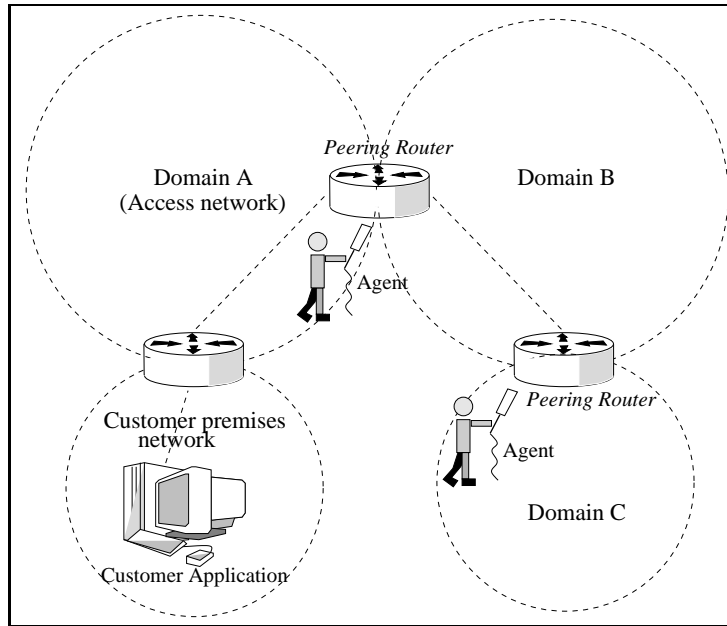 Peering Router
Domain A
(Access network)
Domain B
Agent
Customer premises
network
Peering Router
Agent
Domain C
Customer Application